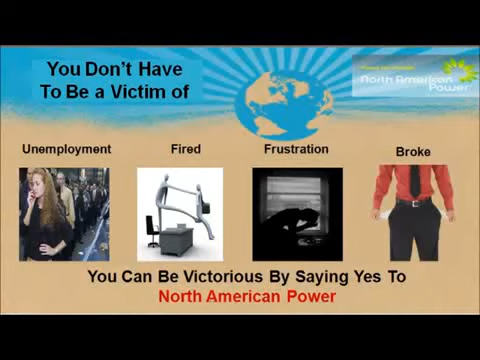 You Don't Have
To Be a Victim of
North American
Power
Unemployment
Fired
Frustration
Broke
You Can Be Victorious By Saying Yes To
North American Power